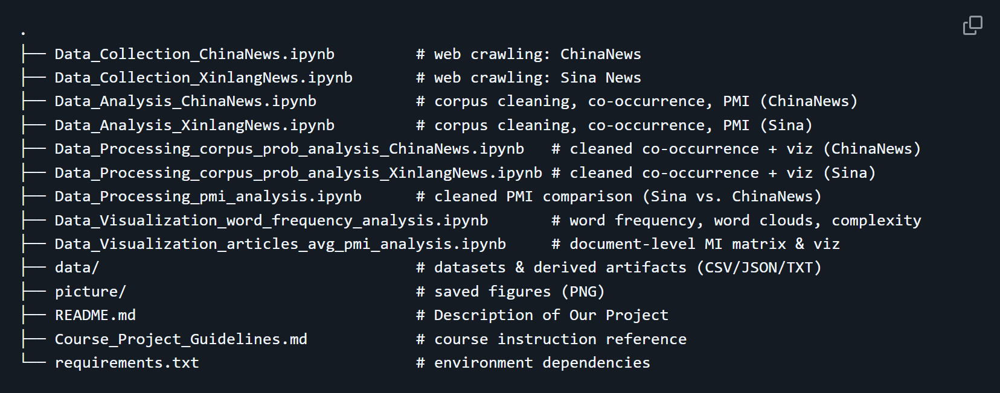 .
├── Data_Collection_ChinaNews.ipynb         # web crawling: ChinaNews
├── Data_Collection_XinlangNews.ipynb       # web crawling: Sina News
├── Data_Analysis_ChinaNews.ipynb           # corpus cleaning, co-occurrence, PMI (ChinaNews)
├── Data_Analysis_XinlangNews.ipynb         # corpus cleaning, co-occurrence, PMI (Sina)
├── Data_Processing_corpus_prob_analysis_ChinaNews.ipynb   # cleaned co-occurrence + viz (ChinaNews)
├── Data_Processing_corpus_prob_analysis_XinlangNews.ipynb # cleaned co-occurrence + viz (Sina)
├── Data_Processing_pmi_analysis.ipynb      # cleaned PMI comparison (Sina vs. ChinaNews)
├── Data_Visualization_word_frequency_analysis.ipynb       # word frequency, word clouds, complexity
├── Data_Visualization_articles_avg_pmi_analysis.ipynb     # document-level MI matrix & viz
├── data/                                   # datasets & derived artifacts (CSV/JSON/TXT)
├── picture/                                # saved figures (PNG)
├── README.md                               # Description of Our Project
├── Course_Project_Guidelines.md            # course instruction reference
└── requirements.txt                        # environment dependencies